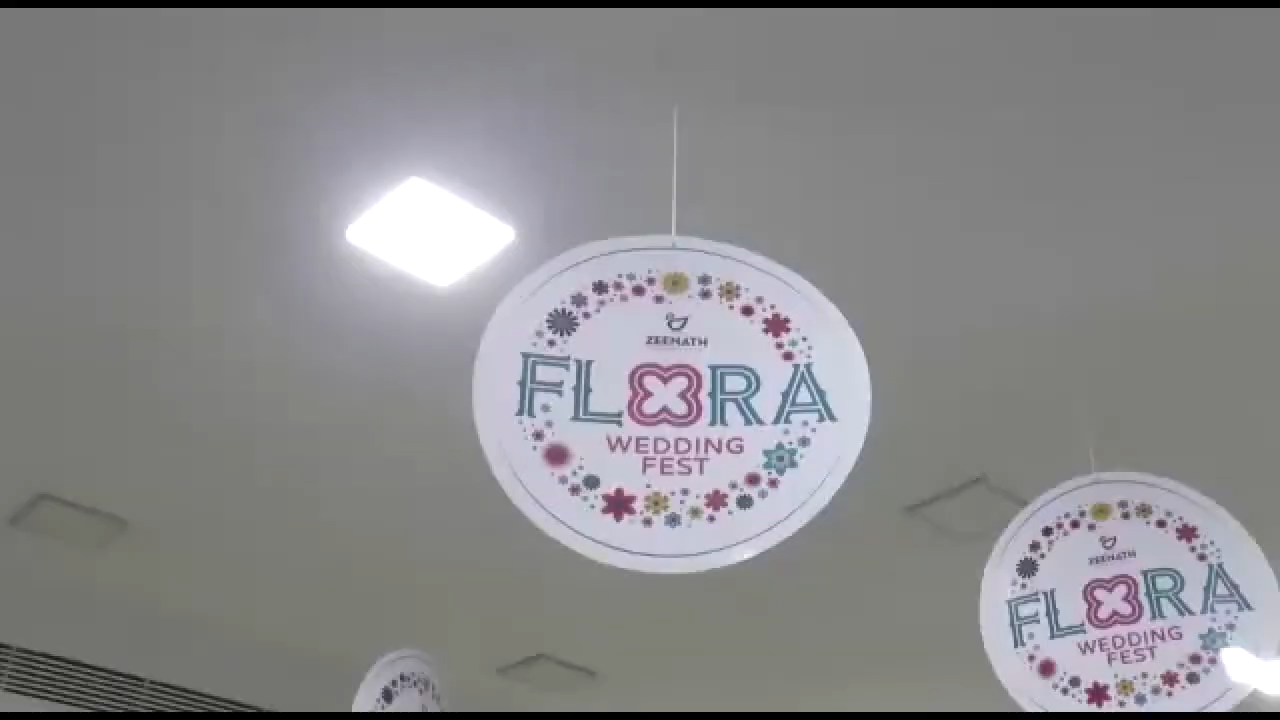 ZEENATH
FLORA
WEDDING
FEST
ZEENATH
FLORA
WEDDING
FEST